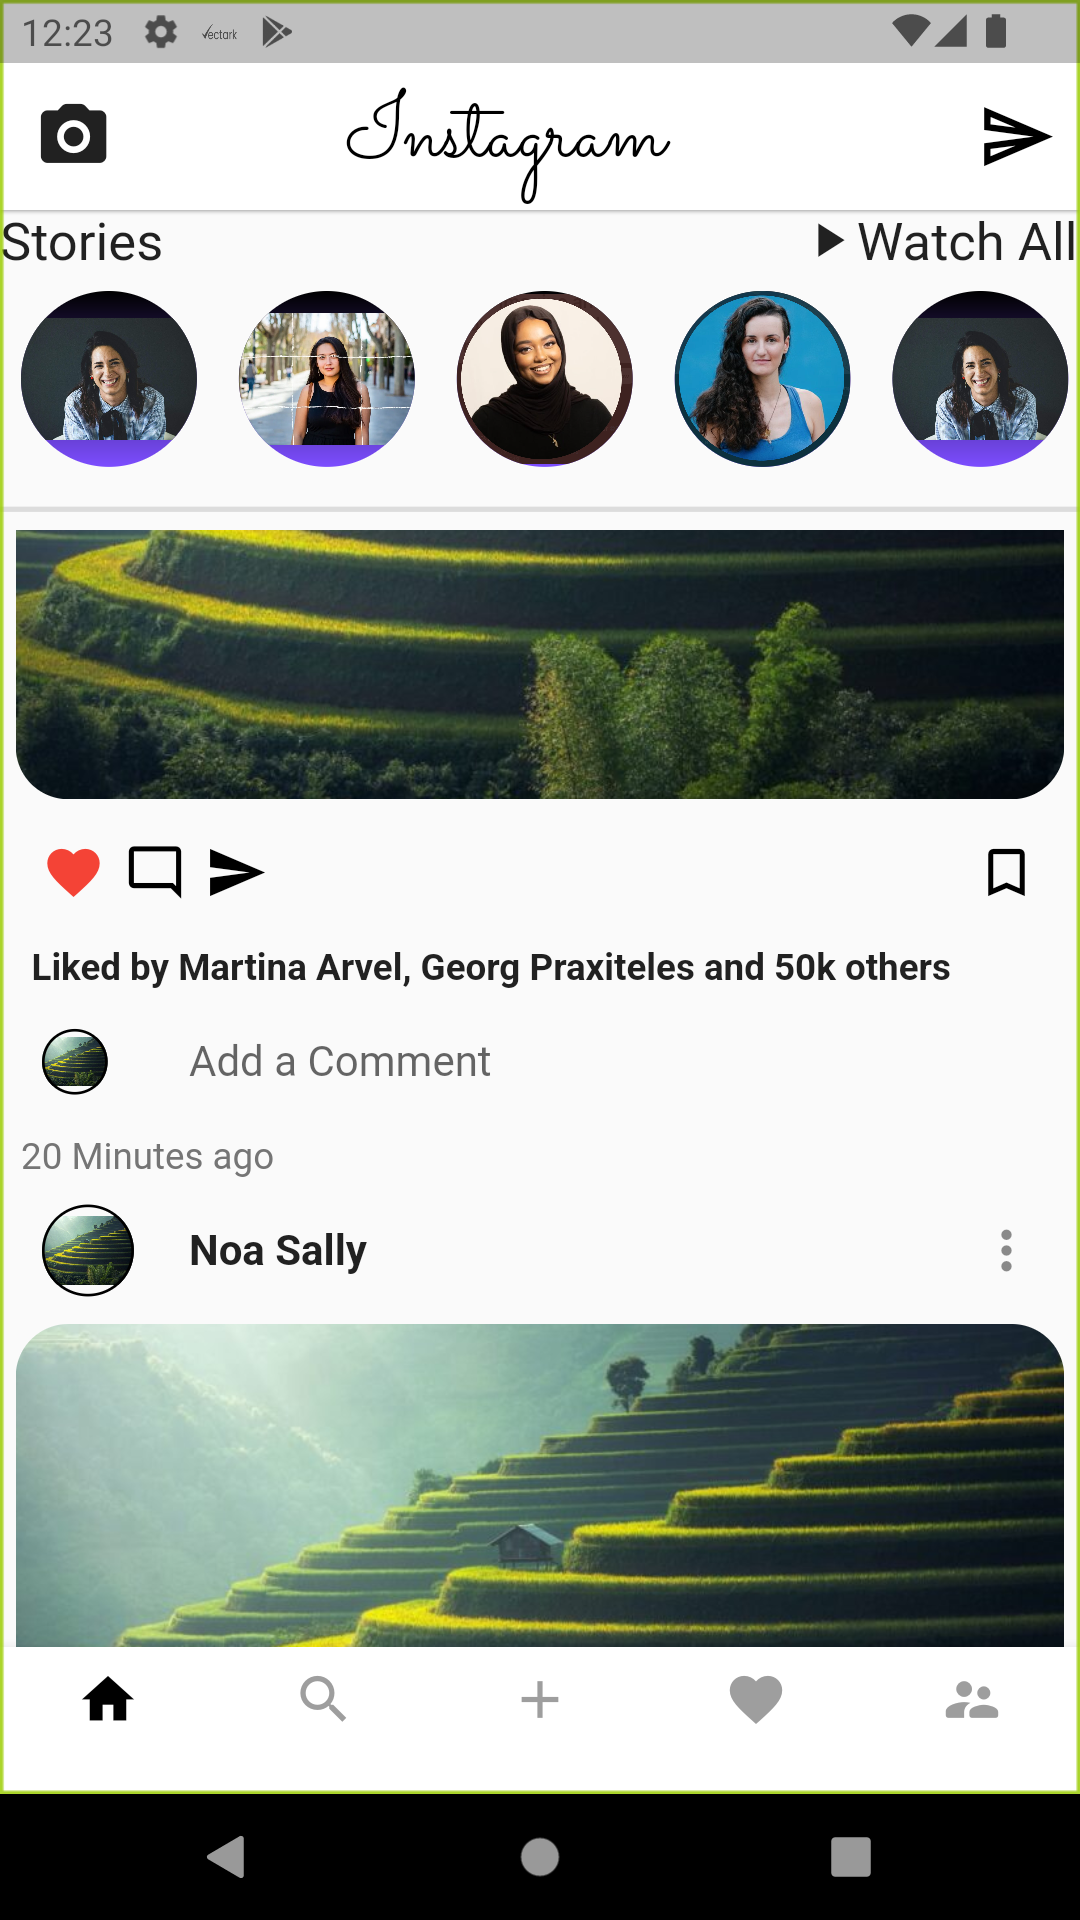 12:23
Vectark
Instagram
Stories
Watch All
Liked by Martina Arvel, Georg Praxiteles and 50k others
Add a Comment
20 Minutes ago
Noa Sally